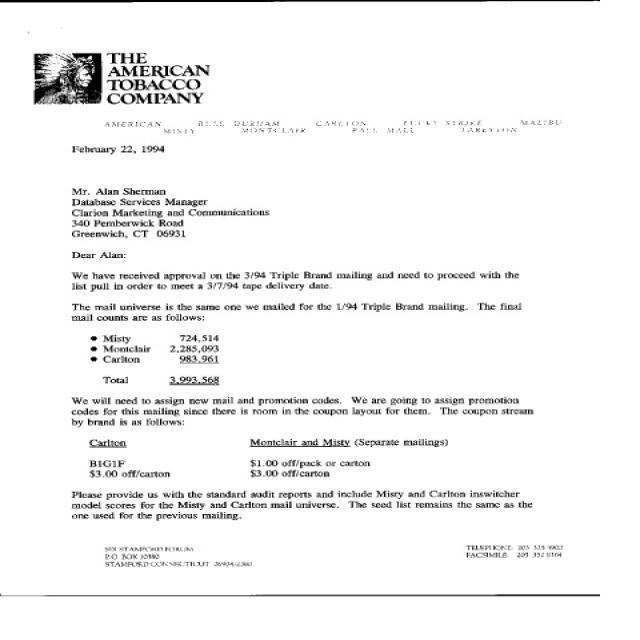 THE
AMERICAN
TOBACCO
COMPANY
AMERICAN BULL DURHAM CARLTON LUCKY STRIKE MALIBU
MISTY MONTCLAIR PALL MALL TAREYTON
February 22, 1994
Mr. Alan Sherman
Database Services Manager
Clarion Marketing and Communications
340 Pemberwick Road
Greenwich, CT 06931
Dear Alan:
We have received approval on the 3/94 Triple Brand mailing and need to proceed with the
list pull in order to meet a 3/7/94 tape delivery date.
The mail universe is the same one we mailed for the 1/94 Triple Brand mailing. The final
mail counts are as follows:
• Misty 724,514
• Montclair 2,285,093
• Carlton 983,961
Total 3,993,568
We will need to assign new mail and promotion codes. We are going to assign promotion
codes for this mailing since there is room in the coupon layout for them. The coupon stream
by brand is as follows:
Carlton Montclair and Misty (Separate mailings)
B1G1F $1.00 off/pack or carton
$3.00 off/carton $3.00 off/carton
Please provide us with the standard audit reports and include Misty and Carlton inswitcher
model scores for the Misty and Carlton mail universe. The seed list remains the same as the
one used for the previous mailing.
SIX STAMFORD FORUM TELEPHONE: 203
P.O. BOX FACSIMILE: 203
STAMFORD CONNECTICUT